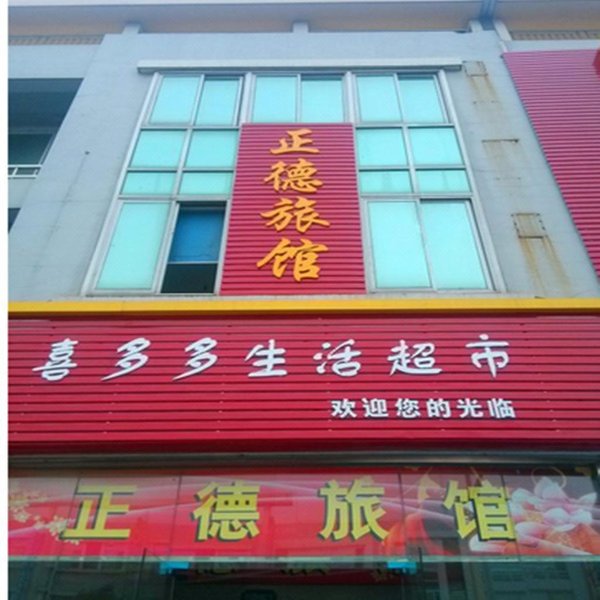 正德旅馆
喜多多生活超市
欢迎您的光临
正德旅馆